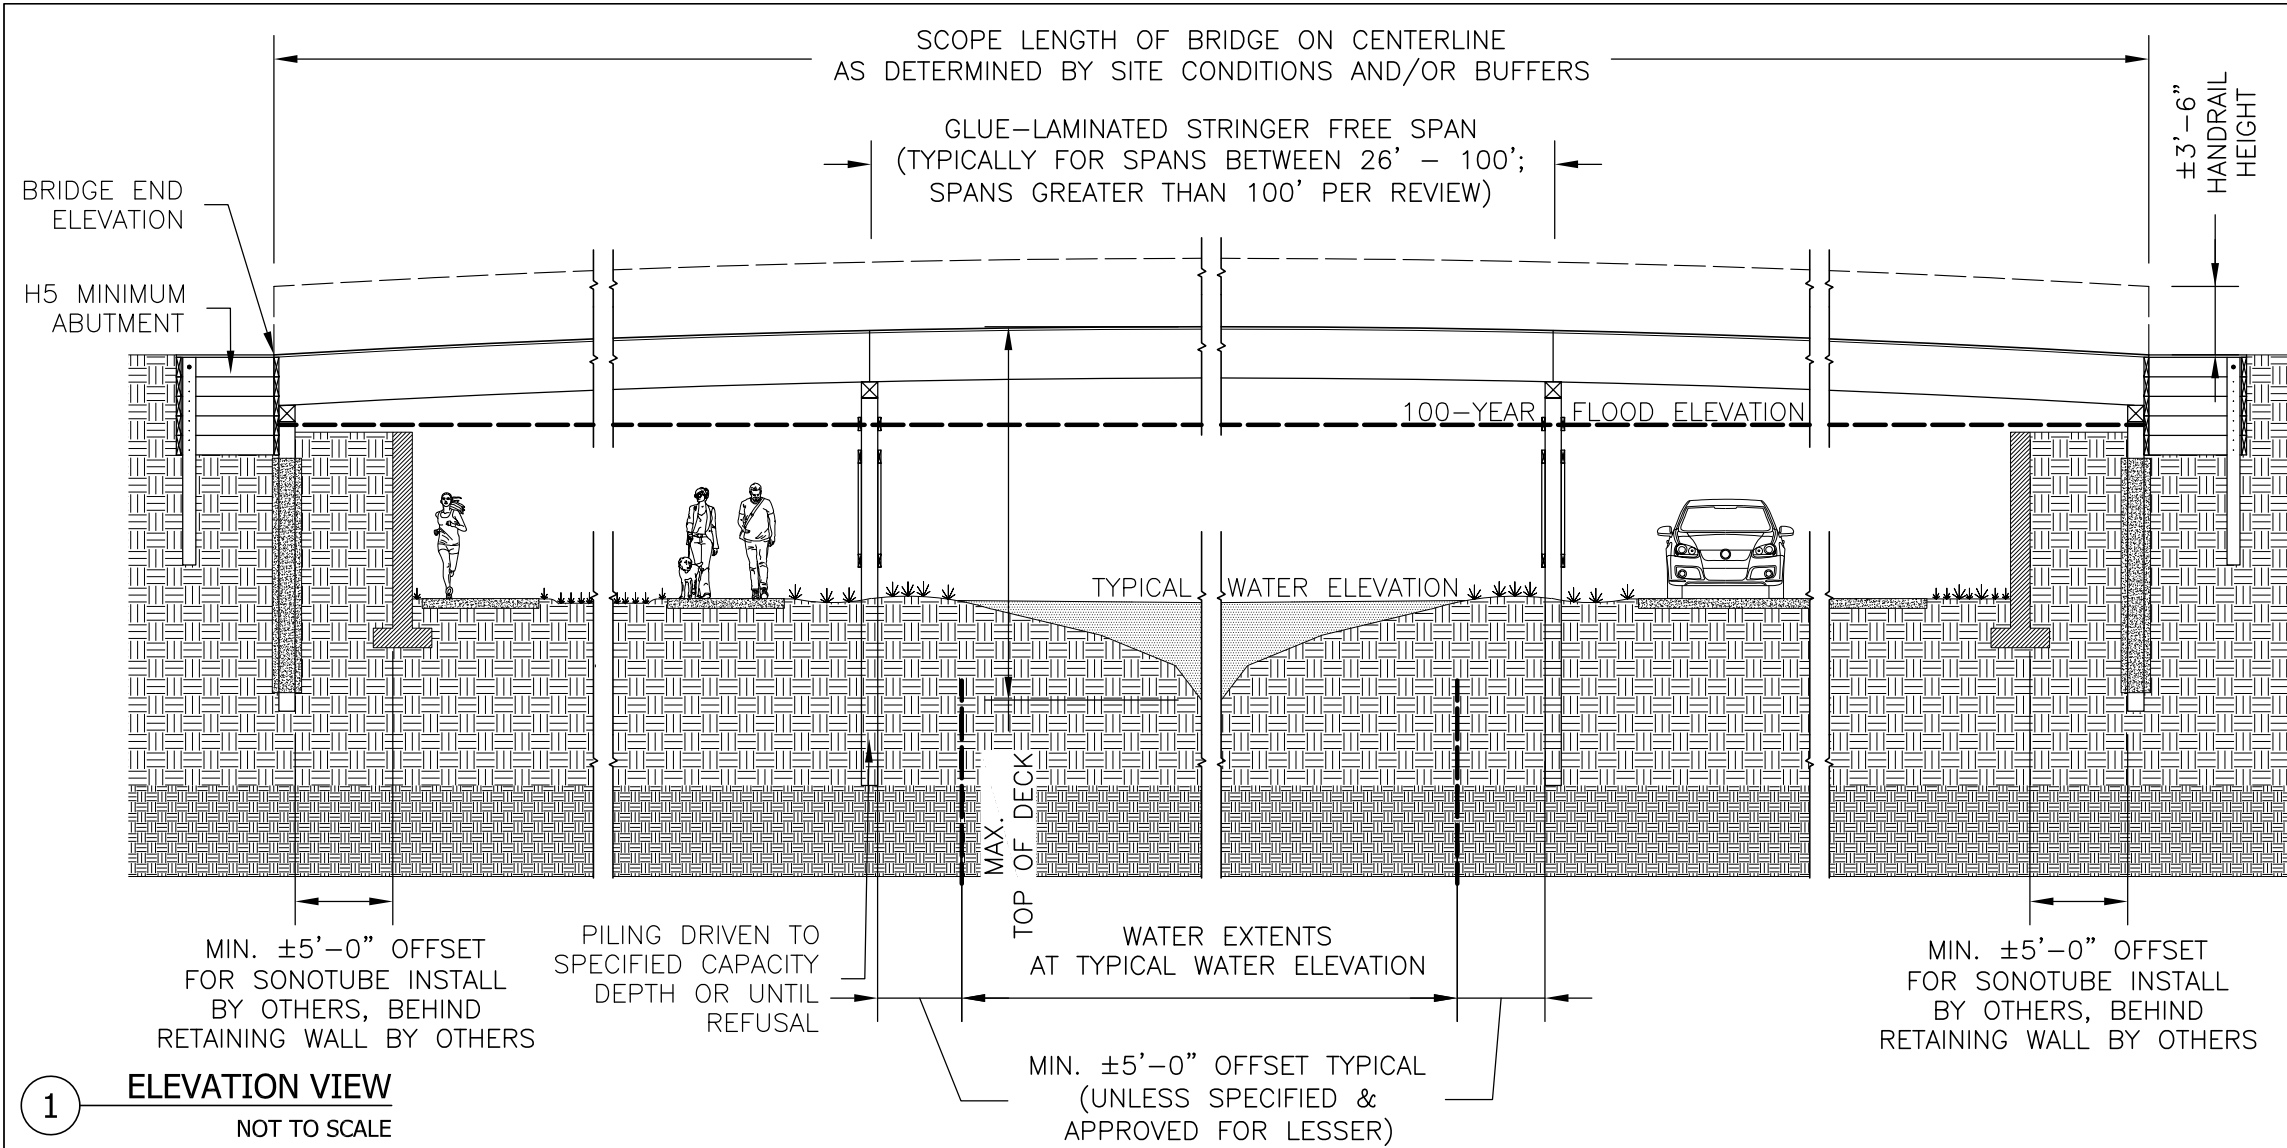 SCOPE LENGTH OF BRIDGE ON CENTERLINE
AS DETERMINED BY SITE CONDITIONS AND/OR BUFFERS
GLUE-LAMINATED STRINGER FREE SPAN
(TYPICALLY FOR SPANS BETWEEN 26' - 100';
SPANS GREATER THAN 100' PER REVIEW)
±3'-6"
HANDRAIL
HEIGHT
BRIDGE END
ELEVATION
H5 MINIMUM
ABUTMENT
100-YEAR FLOOD ELEVATION
TYPICAL WATER ELEVATION
MAX.
TOP OF DECK
MIN. ±5'-0" OFFSET
FOR SONOTUBE INSTALL
BY OTHERS, BEHIND
RETAINING WALL BY OTHERS
PILING DRIVEN TO
SPECIFIED CAPACITY
DEPTH OR UNTIL
REFUSAL
WATER EXTENTS
AT TYPICAL WATER ELEVATION
MIN. ±5'-0" OFFSET TYPICAL
(UNLESS SPECIFIED &
APPROVED FOR LESSER)
MIN. ±5'-0" OFFSET
FOR SONOTUBE INSTALL
BY OTHERS, BEHIND
RETAINING WALL BY OTHERS
1
ELEVATION VIEW
NOT TO SCALE